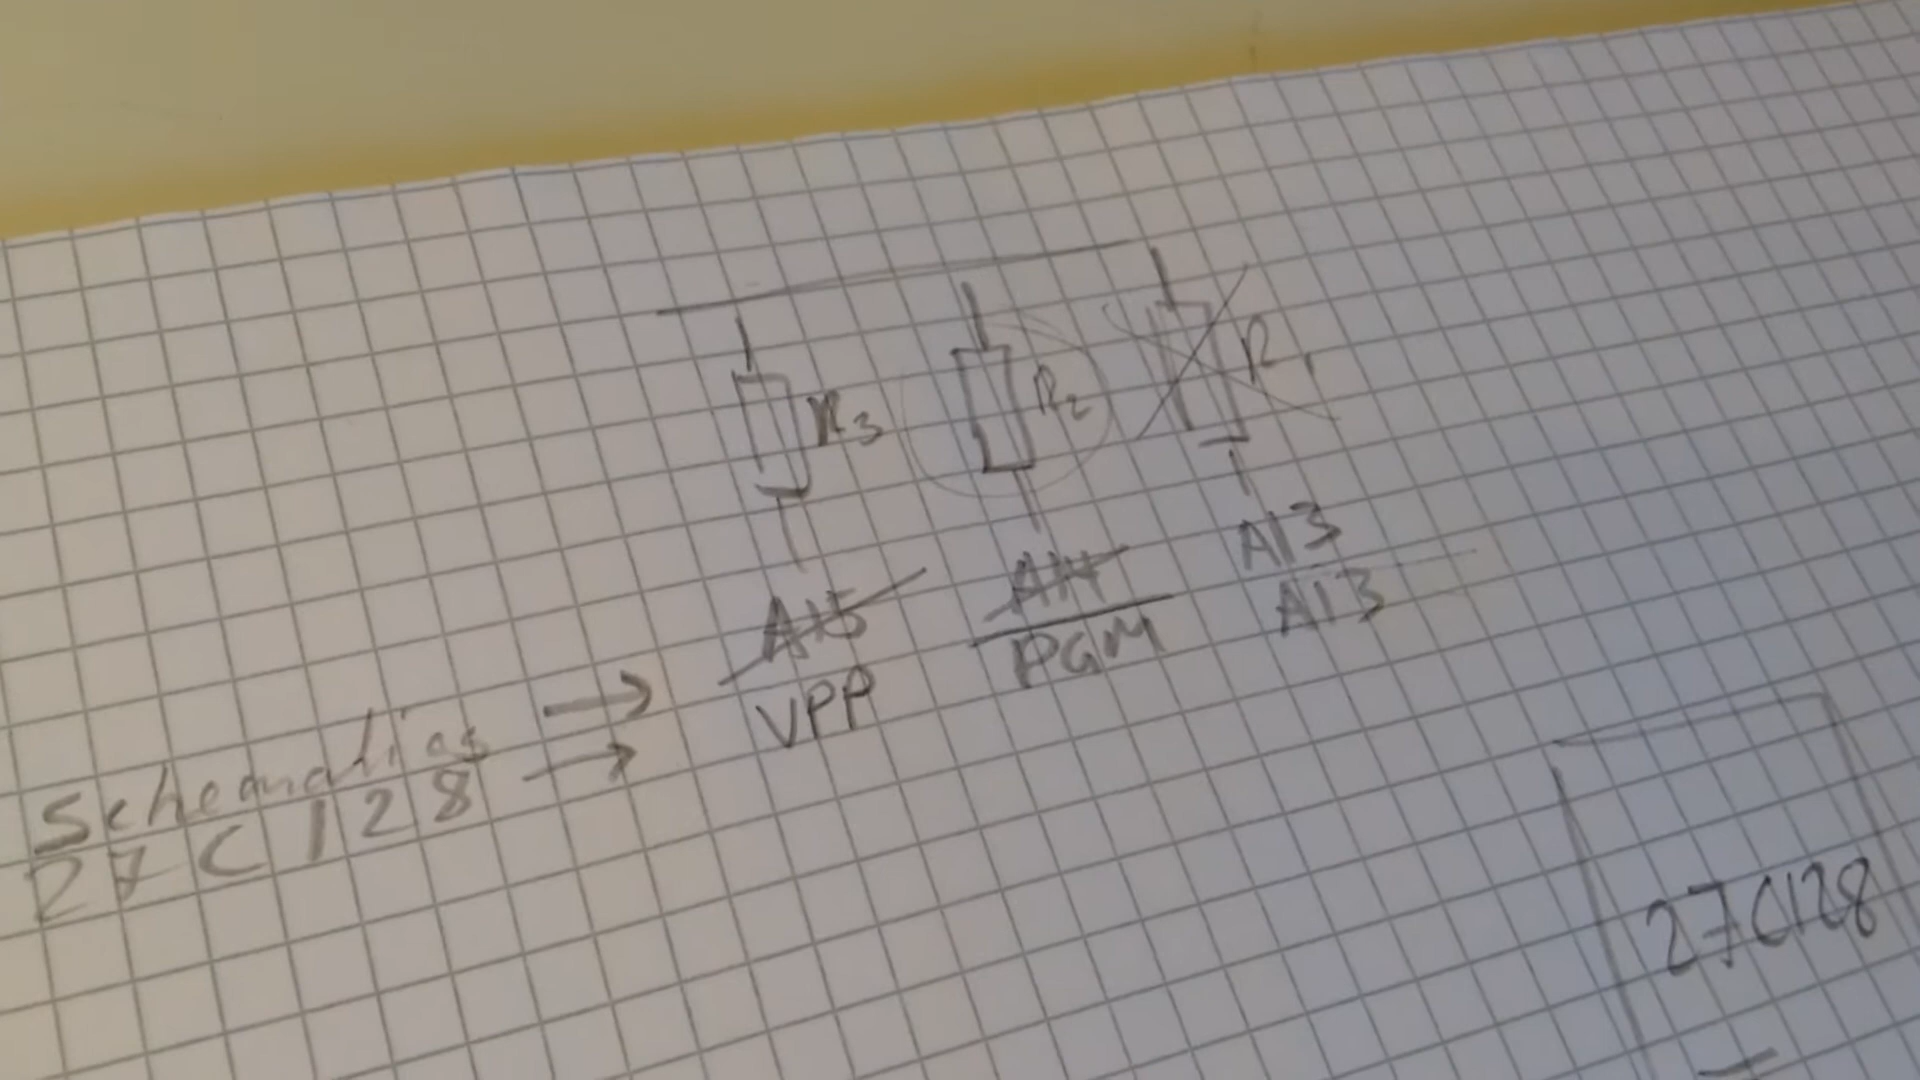 R3 R2 R1
A15 A14 A13
VPP PGM A13
Schematics
27C128
27C128